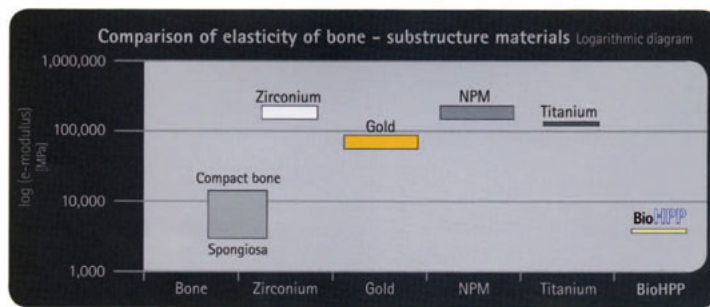 Comparison of elasticity of bone – substructure materials Logarithmic diagram
log (e-modulus)
[MPa]
1,000,000
100,000
10,000
1,000
Zirconium
NPM
Titanium
Gold
Compact bone
Spongiosa
BioHPP
Bone Zirconium Gold NPM Titanium BioHPP